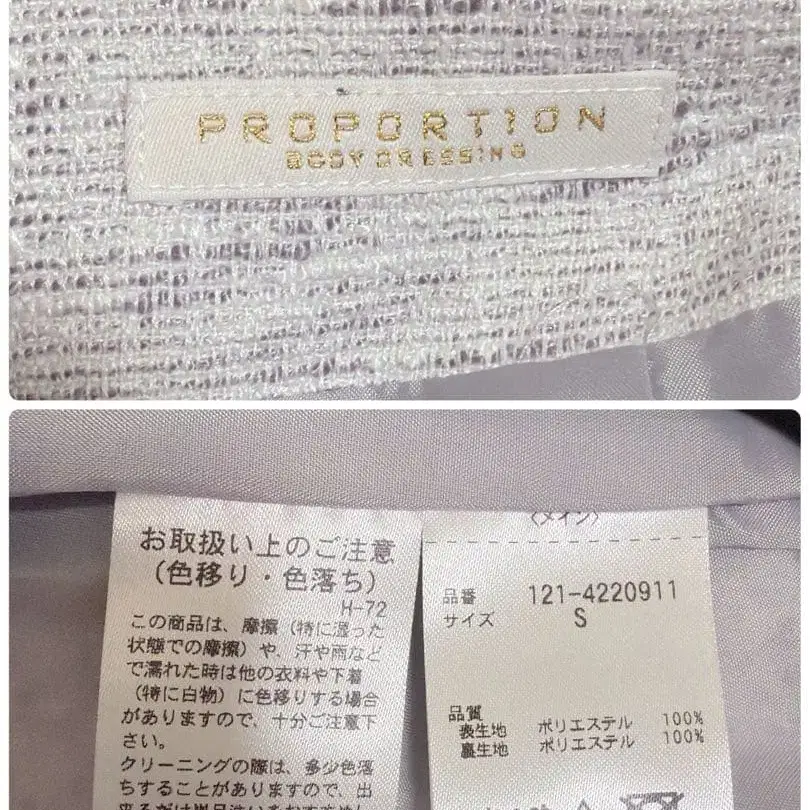 PROPORTION
BODY DRESSING
お取扱い上のご注意
(色移り・色落ち)
H-72
この商品は、摩擦(特に湿った
状態での摩擦)や、汗や雨など
で濡れた時は他の衣料や下着
(特に白物)に色移りする場合
がありますので、十分ご注意下
さい。
クリーニングの際は、多少色落
ちすることがありますので、出
〈メイン〉
品番 121-4220911
サイズ S
品質
表生地 ポリエステル 100%
裏生地 ポリエステル 100%